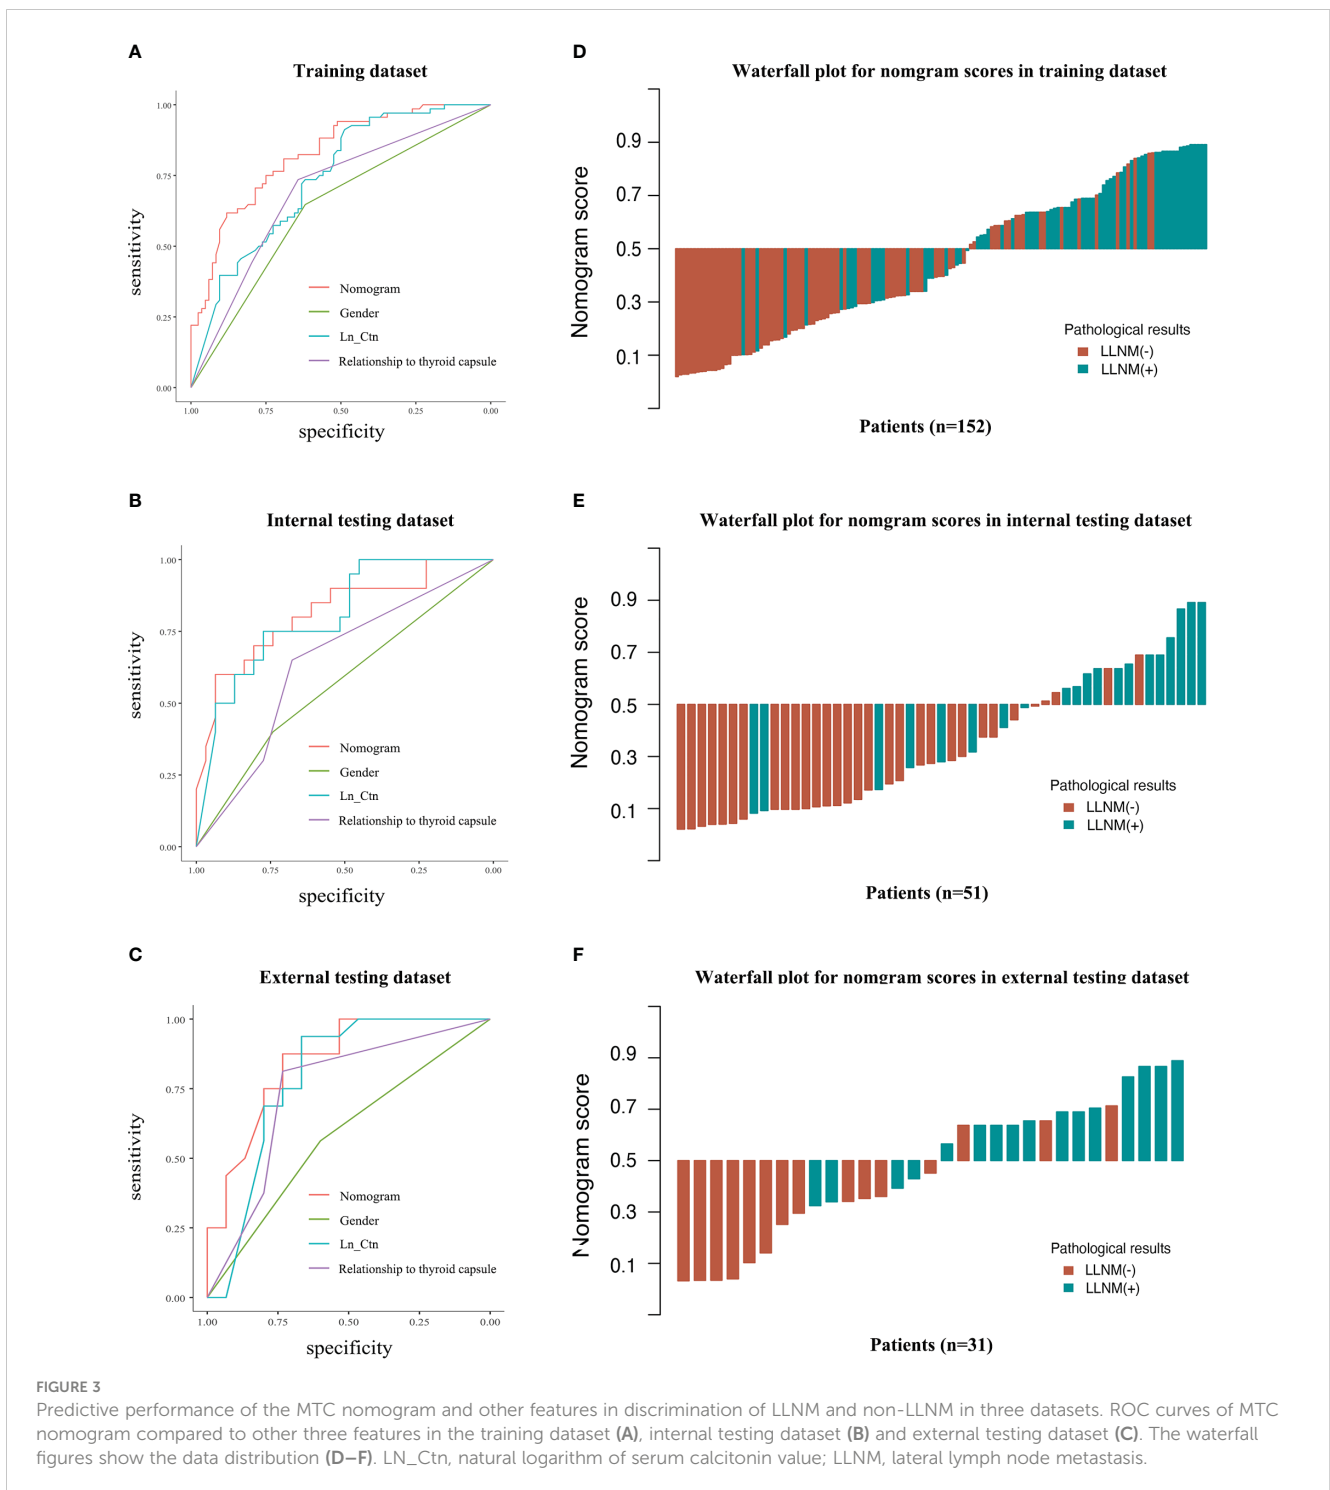 A
Training dataset
1.00
0.75
0.50
0.25
0.00
sensitivity
Nomogram
Gender
Ln_Ctn
Relationship to thyroid capsule
1.00 0.75 0.50 0.25 0.00
specificity
D
Waterfall plot for nomgram scores in training dataset
Nomogram score
0.9
0.7
0.5
0.3
0.1
Pathological results
LLNM(-)
LLNM(+)
Patients (n=152)
B
Internal testing dataset
1.00
0.75
0.50
0.25
0.00
sensitivity
Nomogram
Gender
Ln_Ctn
Relationship to thyroid capsule
1.00 0.75 0.50 0.25 0.00
specificity
E
Waterfall plot for nomgram scores in internal testing dataset
Nomogram score
0.9
0.7
0.5
0.3
0.1
Pathological results
LLNM(-)
LLNM(+)
Patients (n=51)
C
External testing dataset
1.00
0.75
0.50
0.25
0.00
sensitivity
Nomogram
Gender
Ln_Ctn
Relationship to thyroid capsule
1.00 0.75 0.50 0.25 0.00
specificity
F
Waterfall plot for nomgram scores in external testing dataset
Nomogram score
0.9
0.7
0.5
0.3
0.1
Pathological results
LLNM(-)
LLNM(+)
Patients (n=31)
FIGURE 3
Predictive performance of the MTC nomogram and other features in discrimination of LLNM and non-LLNM in three datasets. ROC curves of MTC
nomogram compared to other three features in the training dataset (A), internal testing dataset (B) and external testing dataset (C). The waterfall
figures show the data distribution (D–F). LN_Ctn, natural logarithm of serum calcitonin value; LLNM, lateral lymph node metastasis.